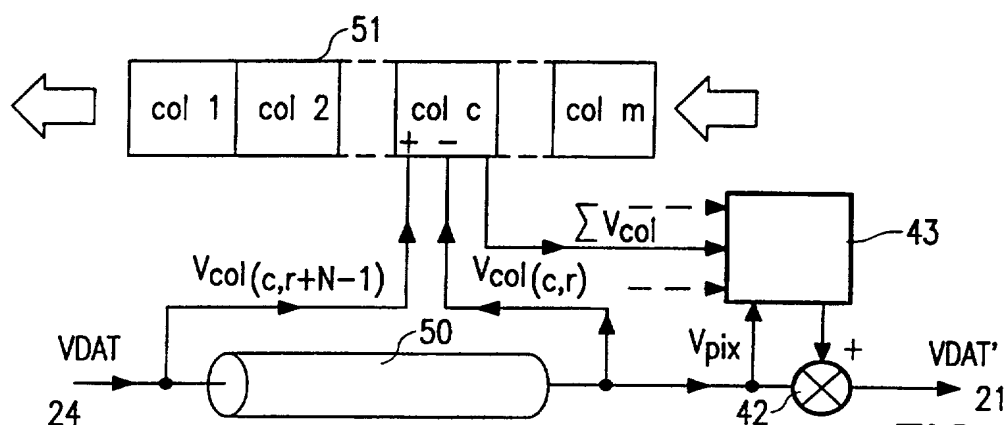 51
col 1 col 2 col c col m
+ −
∑ Vcol
43
Vcol(c,r+N−1) Vcol(c,r)
VDAT 50 Vpix + VDAT'
24 42 21